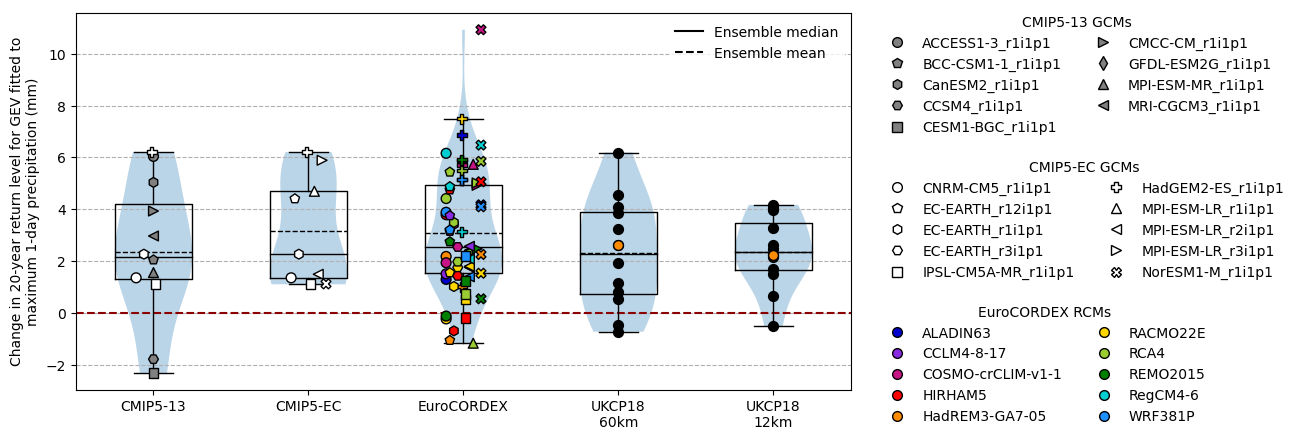 Change in 20-year return level for GEV fitted to
maximum 1-day precipitation (mm)
10
8
6
4
2
0
−2
CMIP5-13
CMIP5-EC
EuroCORDEX
UKCP18
60km
UKCP18
12km
Ensemble median
Ensemble mean
CMIP5-13 GCMs
ACCESS1-3_r1i1p1
BCC-CSM1-1_r1i1p1
CanESM2_r1i1p1
CCSM4_r1i1p1
CESM1-BGC_r1i1p1
CMCC-CM_r1i1p1
GFDL-ESM2G_r1i1p1
MPI-ESM-MR_r1i1p1
MRI-CGCM3_r1i1p1
CMIP5-EC GCMs
CNRM-CM5_r1i1p1
EC-EARTH_r12i1p1
EC-EARTH_r1i1p1
EC-EARTH_r3i1p1
IPSL-CM5A-MR_r1i1p1
HadGEM2-ES_r1i1p1
MPI-ESM-LR_r1i1p1
MPI-ESM-LR_r2i1p1
MPI-ESM-LR_r3i1p1
NorESM1-M_r1i1p1
EuroCORDEX RCMs
ALADIN63
CCLM4-8-17
COSMO-crCLIM-v1-1
HIRHAM5
HadREM3-GA7-05
RACMO22E
RCA4
REMO2015
RegCM4-6
WRF381P